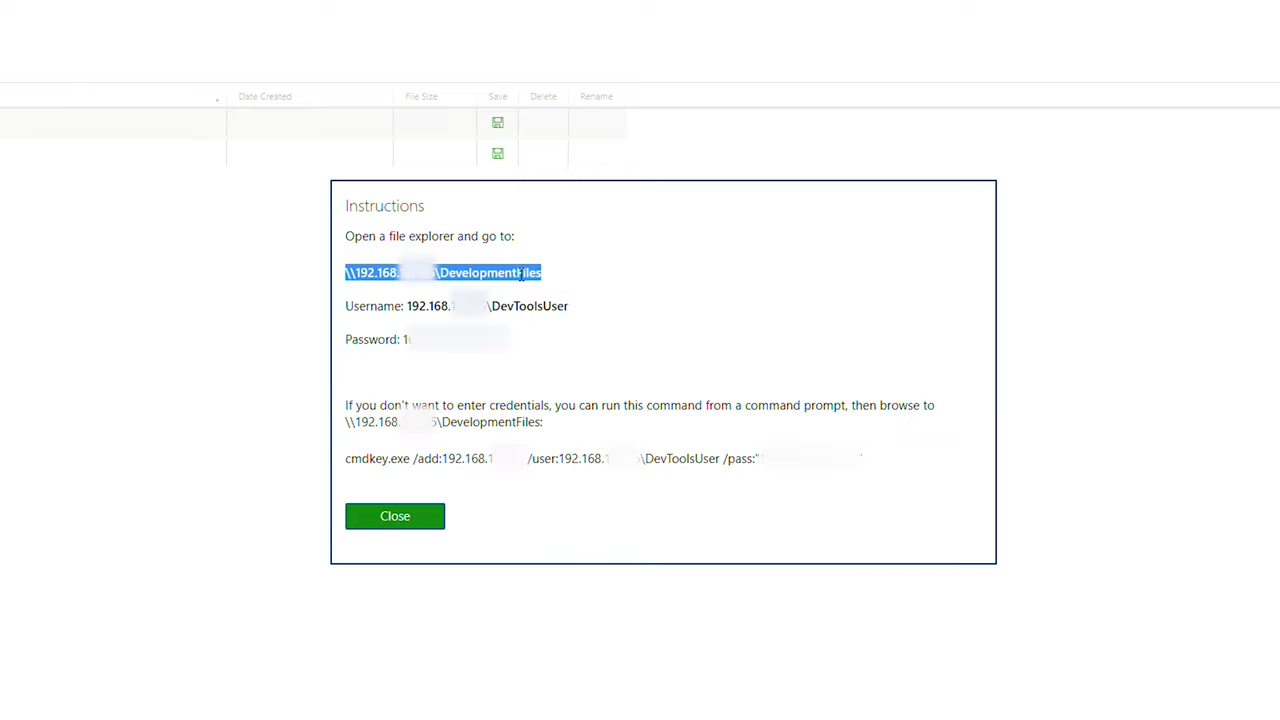 Date Created File Size Save Delete Rename
Instructions
Open a file explorer and go to:
\\192.168. \DevelopmentFiles
Username: 192.168. \DevToolsUser
Password:
If you don't want to enter credentials, you can run this command from a command prompt, then browse to
\\192.168. 5\DevelopmentFiles:
cmdkey.exe /add:192.168.1 /user:192.168. \DevToolsUser /pass:" "
Close